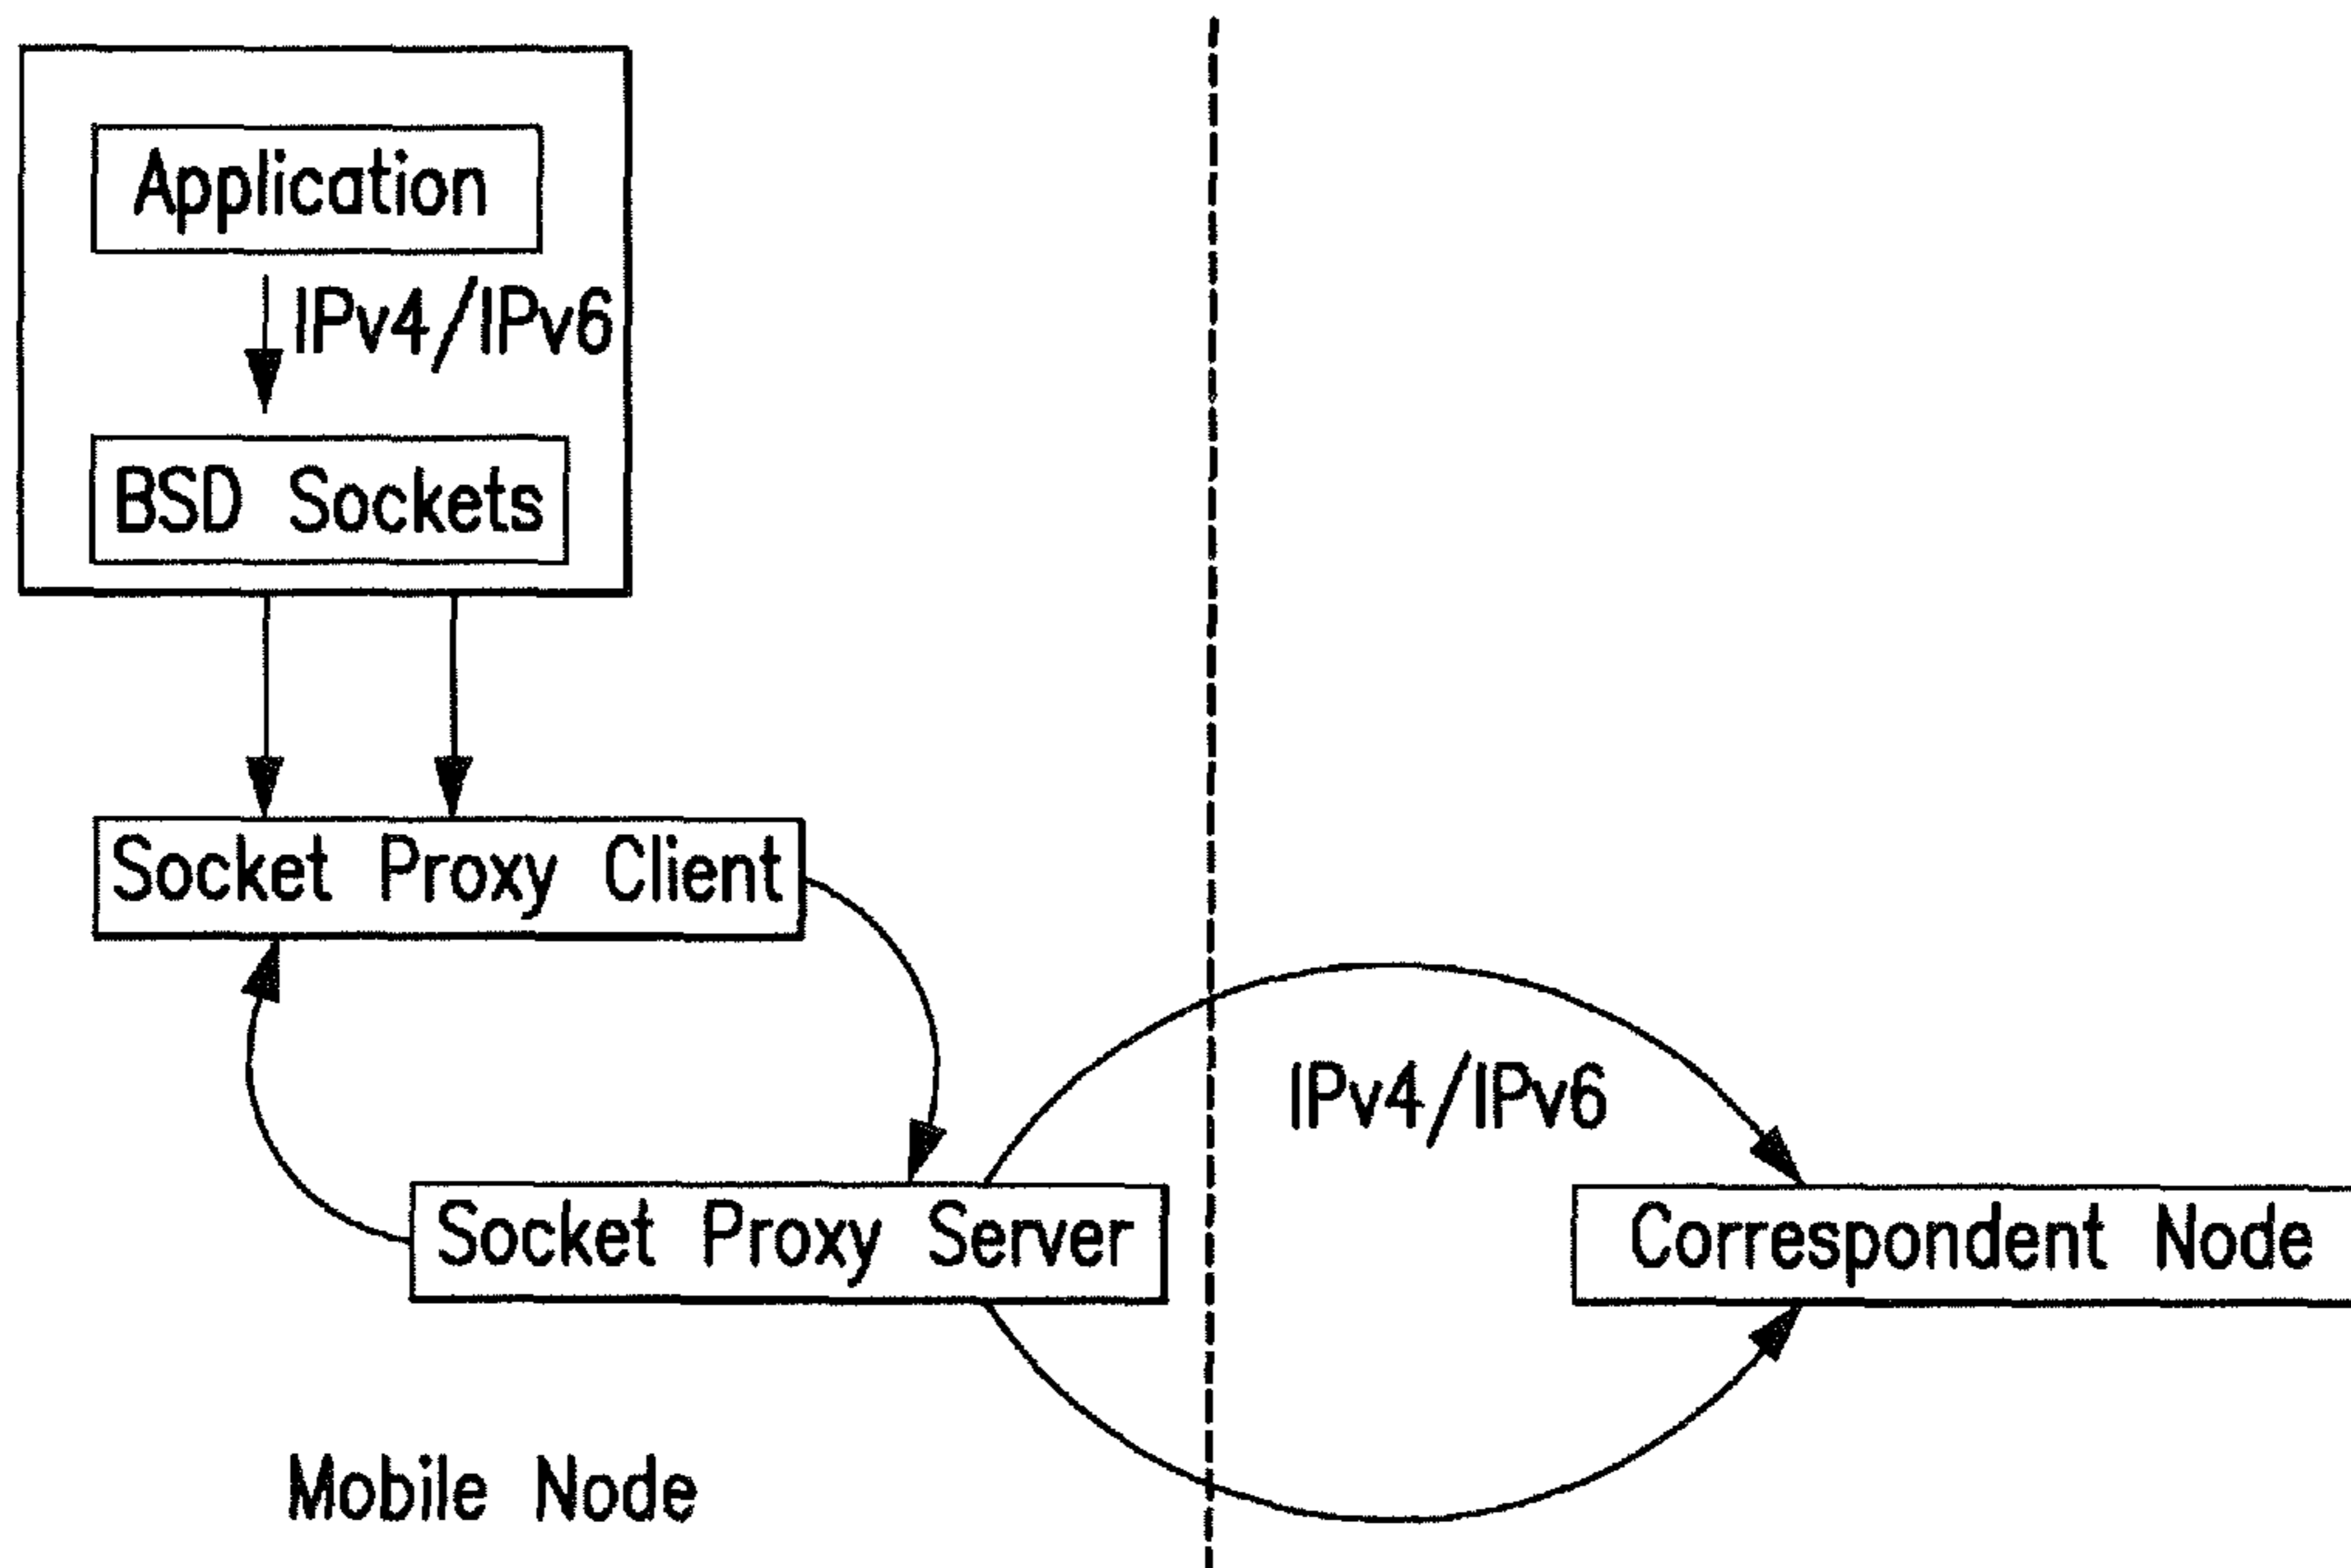 Application
IPv4/IPv6
BSD Sockets
Socket Proxy Client
IPv4/IPv6
Socket Proxy Server
Correspondent Node
Mobile Node